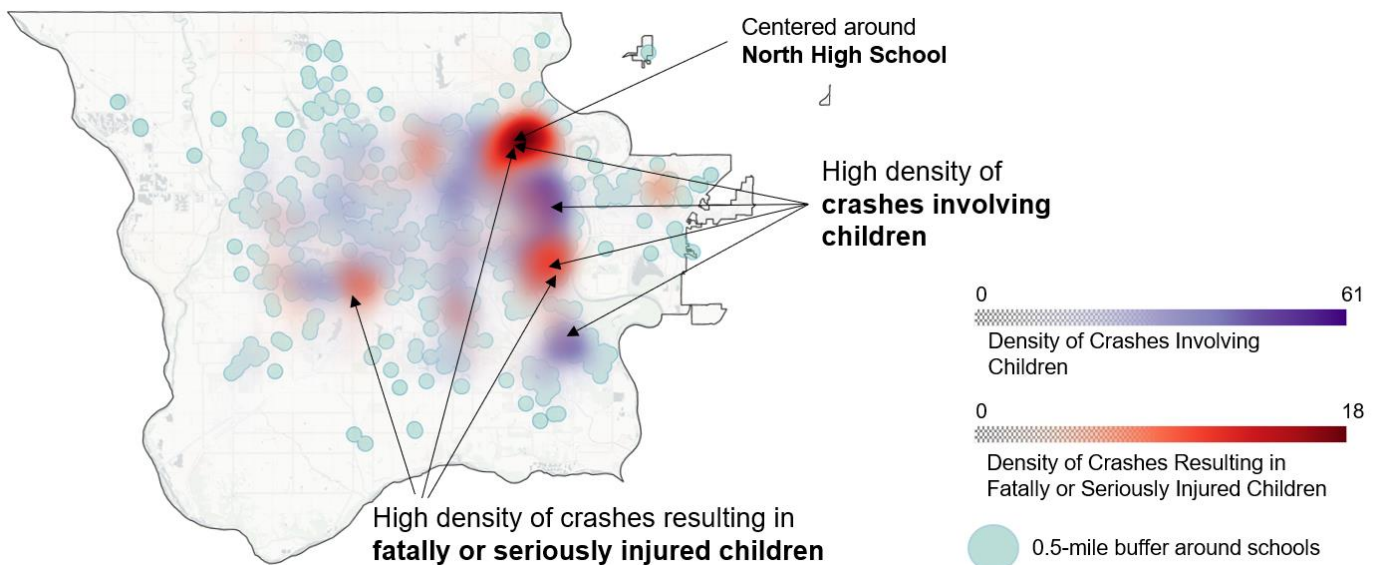 Centered around
North High School
High density of
crashes involving
children
0 61
Density of Crashes Involving
Children
0 18
Density of Crashes Resulting in
Fatally or Seriously Injured Children
0.5-mile buffer around schools
High density of crashes resulting in
fatally or seriously injured children